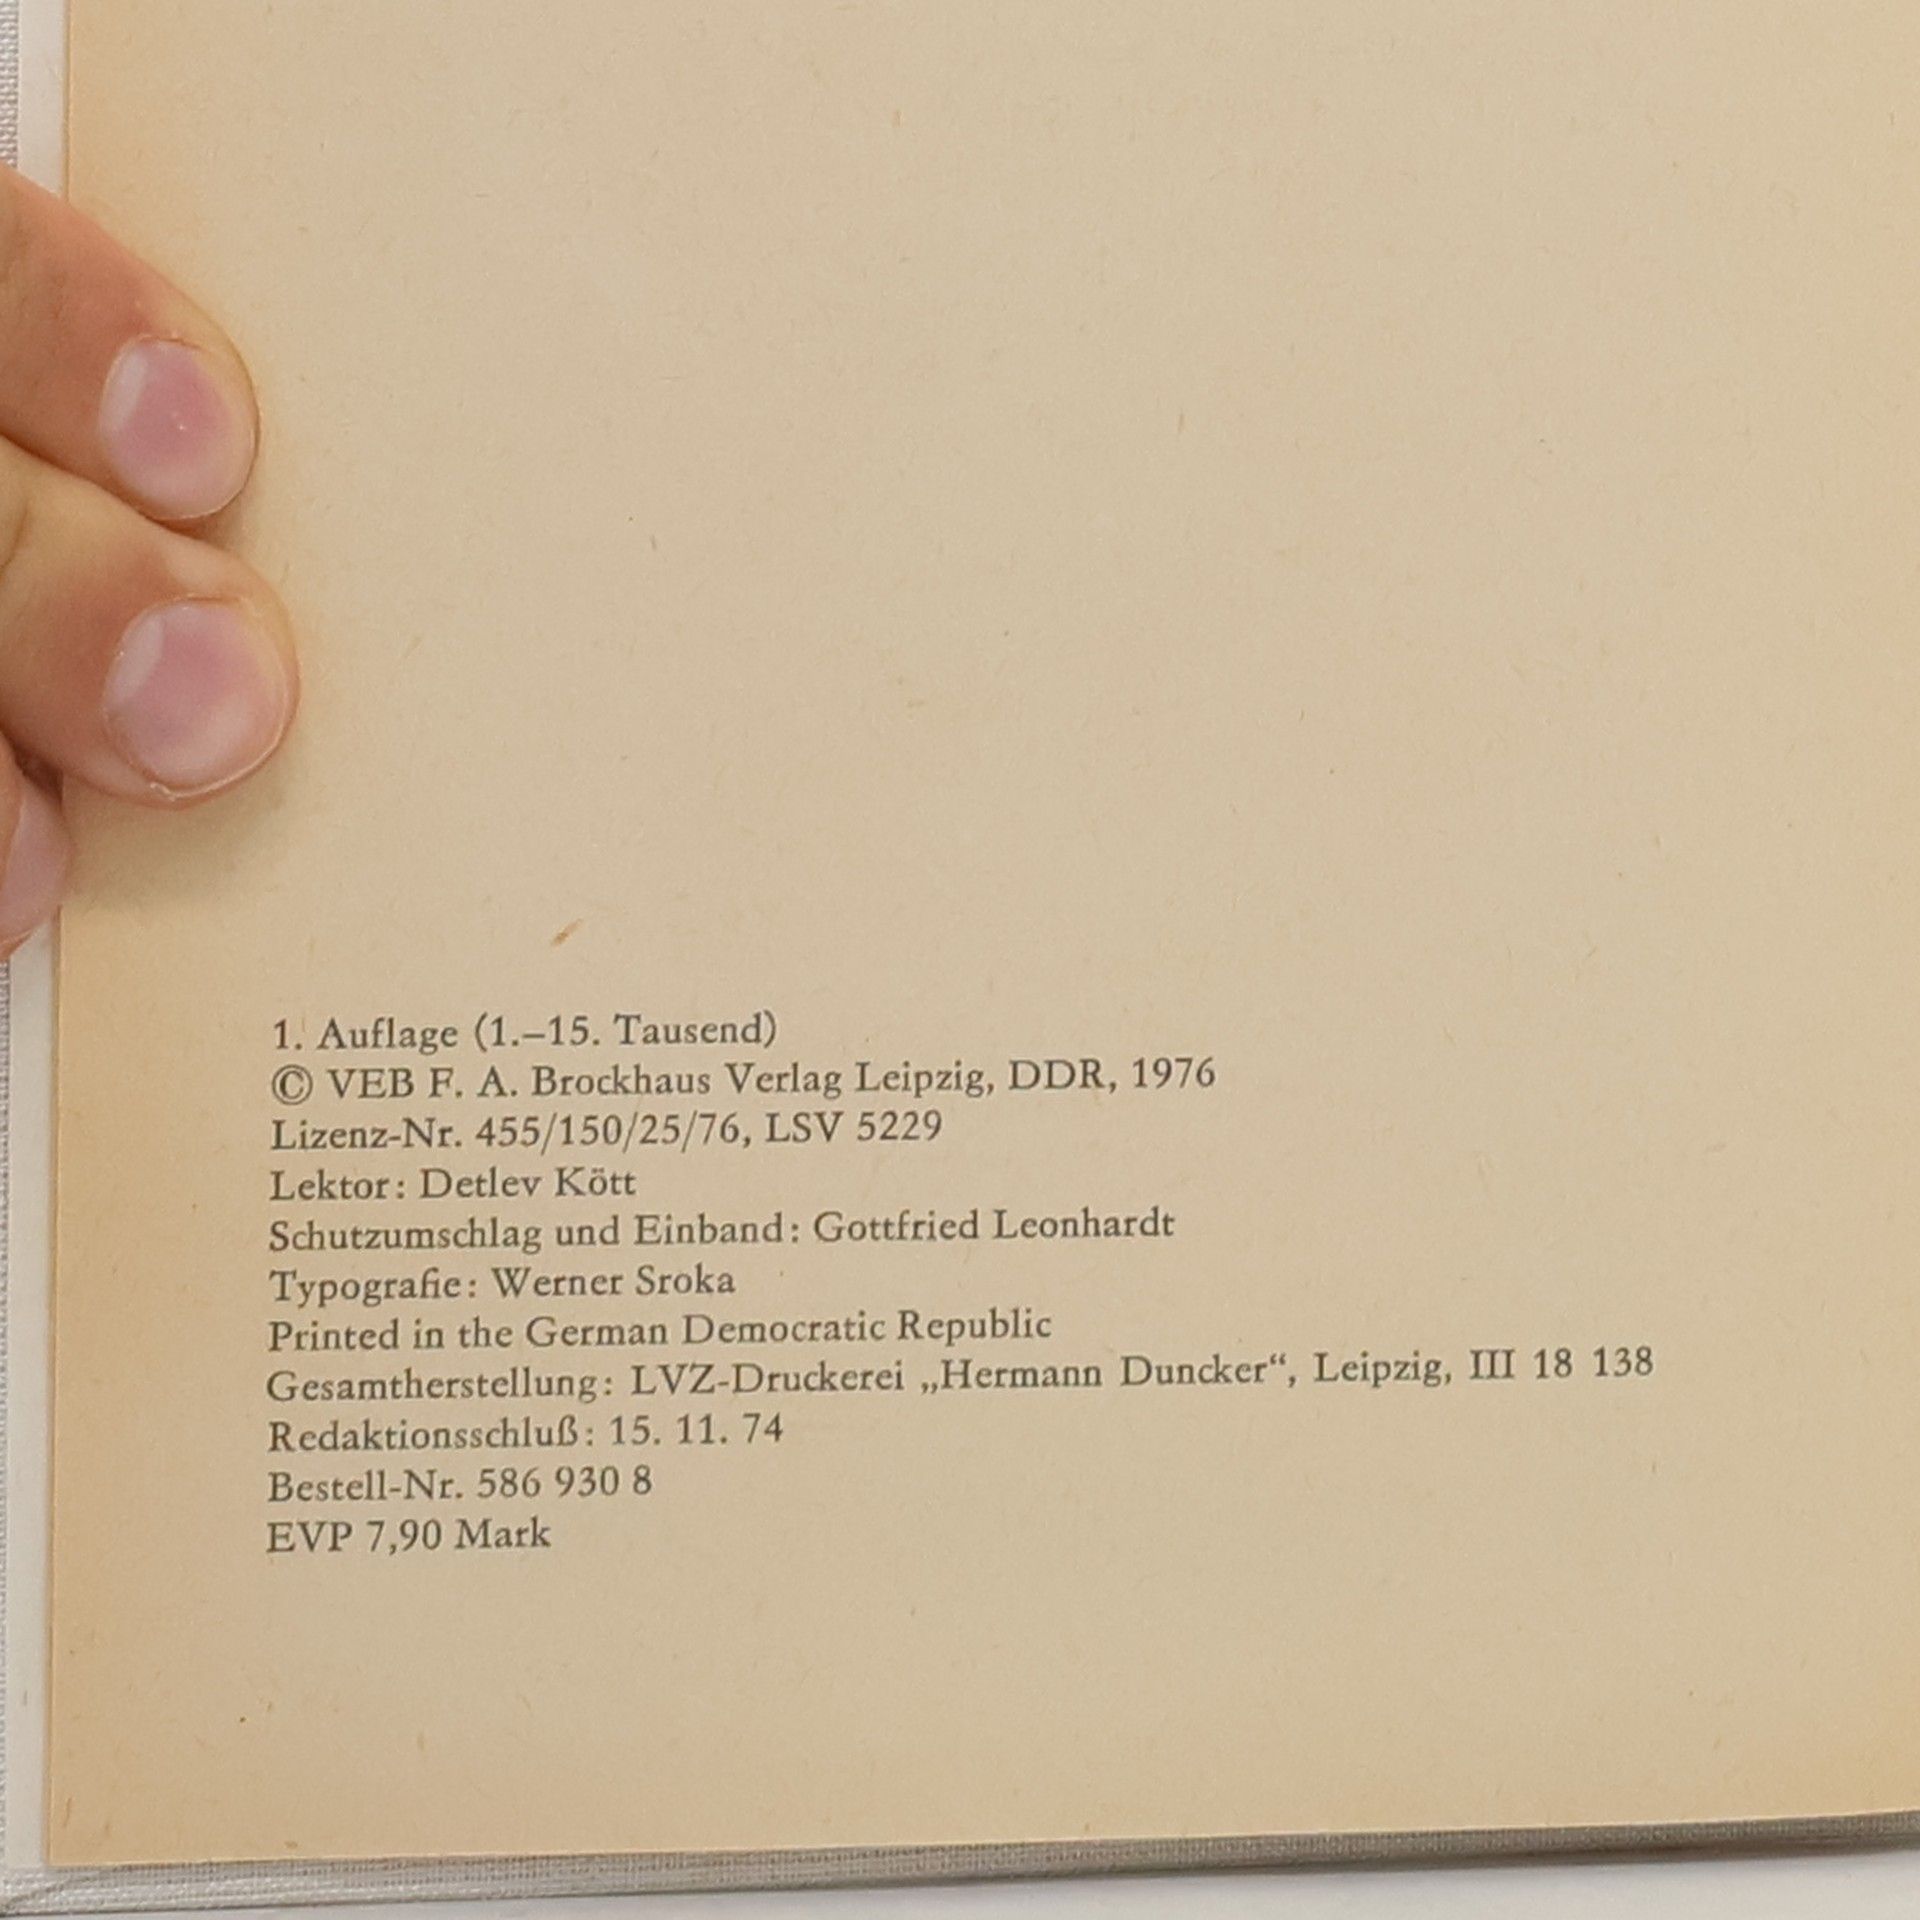 1. Auflage (1.–15. Tausend)
© VEB F. A. Brockhaus Verlag Leipzig, DDR, 1976
Lizenz-Nr. 455/150/25/76, LSV 5229
Lektor: Detlev Kött
Schutzumschlag und Einband: Gottfried Leonhardt
Typografie: Werner Sroka
Printed in the German Democratic Republic
Gesamtherstellung: LVZ-Druckerei „Hermann Duncker“, Leipzig, III 18 138
Redaktionsschluß: 15. 11. 74
Bestell-Nr. 586 930 8
EVP 7,90 Mark